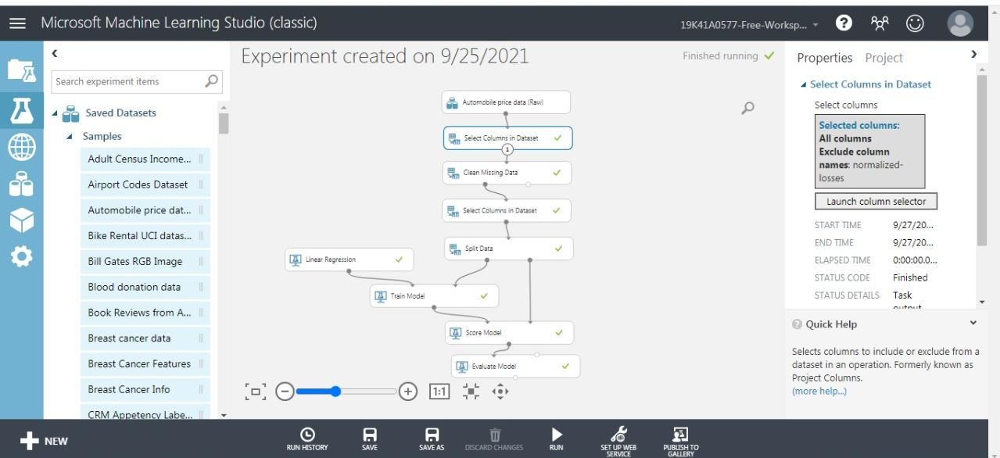 Microsoft Machine Learning Studio (classic)
19K41A0577-Free-Worksp...
?
Search experiment items
Saved Datasets
Samples
Adult Census Income...
Airport Codes Dataset
Automobile price dat...
Bike Rental UCI datas...
Bill Gates RGB Image
Blood donation data
Book Reviews from A...
Breast cancer data
Breast Cancer Features
Breast Cancer Info
CRM Appetency Labe...
Experiment created on 9/25/2021
Finished running
Automobile price data (Raw)
Select Columns in Dataset
1
Clean Missing Data
Select Columns in Dataset
Split Data
Linear Regression
Train Model
Score Model
Evaluate Model
1:1
Properties Project
Select Columns in Dataset
Select columns
Selected columns:
All columns
Exclude column
names: normalized-
losses
Launch column selector
START TIME 9/27/20...
END TIME 9/27/20...
ELAPSED TIME 0:00:00.0...
STATUS CODE Finished
STATUS DETAILS Task
output
? Quick Help
Selects columns to include or exclude from a
dataset in an operation. Formerly known as
Project Columns.
(more help...)
NEW
RUN HISTORY
SAVE
SAVE AS
DISCARD CHANGES
RUN
SET UP WEB
SERVICE
PUBLISH TO
GALLERY